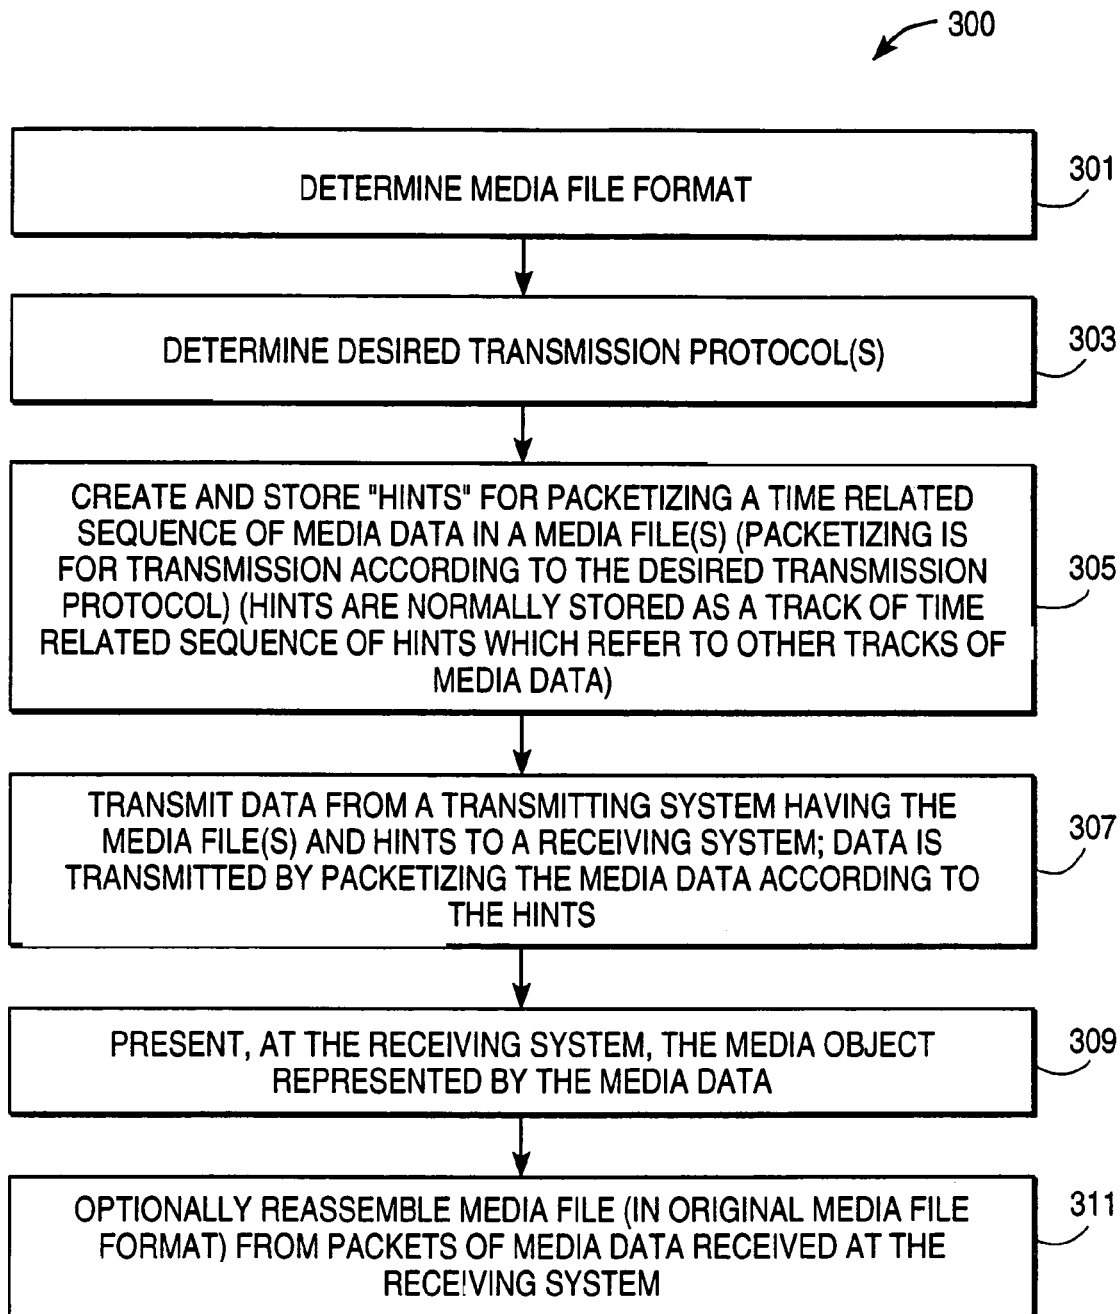 300
DETERMINE MEDIA FILE FORMAT
301
DETERMINE DESIRED TRANSMISSION PROTOCOL(S)
303
CREATE AND STORE "HINTS" FOR PACKETIZING A TIME RELATED
SEQUENCE OF MEDIA DATA IN A MEDIA FILE(S) (PACKETIZING IS
FOR TRANSMISSION ACCORDING TO THE DESIRED TRANSMISSION
PROTOCOL) (HINTS ARE NORMALLY STORED AS A TRACK OF TIME
RELATED SEQUENCE OF HINTS WHICH REFER TO OTHER TRACKS OF
MEDIA DATA)
305
TRANSMIT DATA FROM A TRANSMITTING SYSTEM HAVING THE
MEDIA FILE(S) AND HINTS TO A RECEIVING SYSTEM; DATA IS
TRANSMITTED BY PACKETIZING THE MEDIA DATA ACCORDING TO
THE HINTS
307
PRESENT, AT THE RECEIVING SYSTEM, THE MEDIA OBJECT
REPRESENTED BY THE MEDIA DATA
309
OPTIONALLY REASSEMBLE MEDIA FILE (IN ORIGINAL MEDIA FILE
FORMAT) FROM PACKETS OF MEDIA DATA RECEIVED AT THE
RECEIVING SYSTEM
311